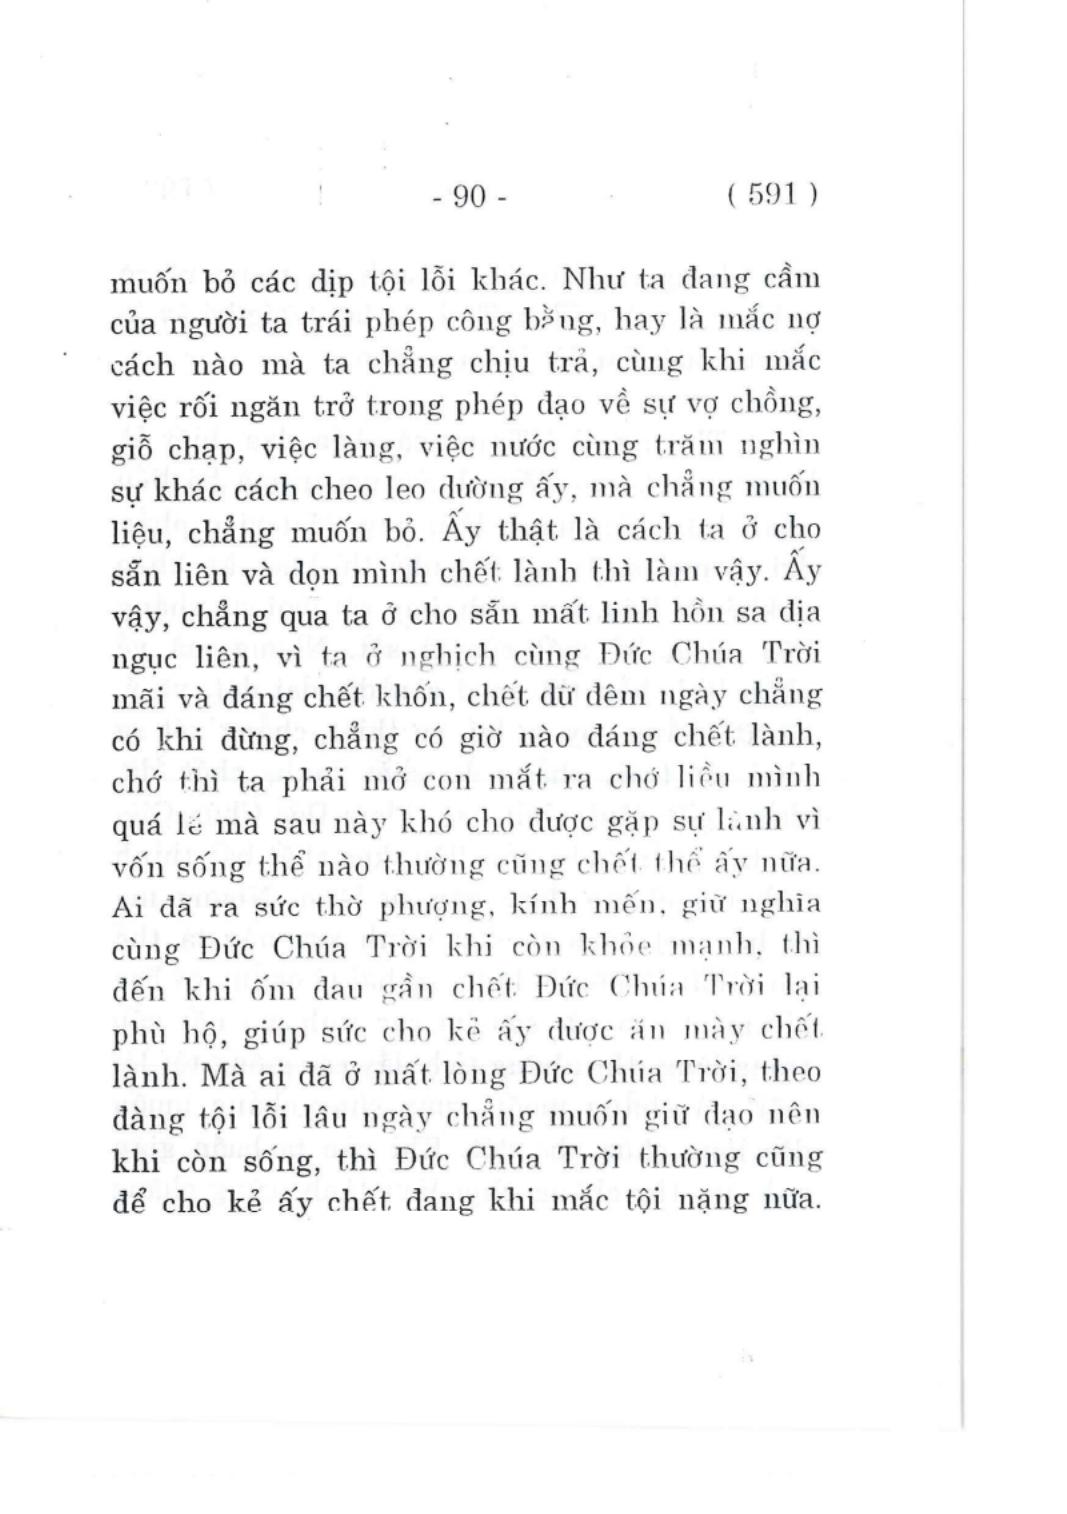 - 90 - ( 591 )
muốn bỏ các dịp tội lỗi khác. Như ta đang cầm
của người ta trái phép công bằng, hay là mắc nợ
cách nào mà ta chẳng chịu trả, cùng khi mắc
việc rối ngăn trở trong phép đạo về sự vợ chồng,
giỗ chạp, việc làng, việc nước cùng trăm nghìn
sự khác cách cheo leo dường ấy, mà chẳng muốn
liệu, chẳng muốn bỏ. Ấy thật là cách ta ở cho
sẵn liên và dọn mình chết lành thì làm vậy. Ấy
vậy, chẳng qua ta ở cho sẵn mất linh hồn sa địa
ngục liên, vì ta ở nghịch cùng Đức Chúa Trời
mãi và đáng chết khốn, chết dữ đêm ngày chẳng
có khi đừng, chẳng có giờ nào đáng chết lành,
chớ thì ta phải mở con mắt ra chớ liều mình
quá lẽ mà sau này khó cho được gặp sự lành vì
vốn sống thể nào thường cũng chết thể ấy nữa.
Ai đã ra sức thờ phượng, kính mến, giữ nghĩa
cùng Đức Chúa Trời khi còn khỏe mạnh, thì
đến khi ốm đau gần chết Đức Chúa Trời lại
phù hộ, giúp sức cho kẻ ấy được ăn mày chết
lành. Mà ai đã ở mất lòng Đức Chúa Trời, theo
đàng tội lỗi lâu ngày chẳng muốn giữ đạo nên
khi còn sống, thì Đức Chúa Trời thường cũng
để cho kẻ ấy chết đang khi mắc tội nặng nữa.